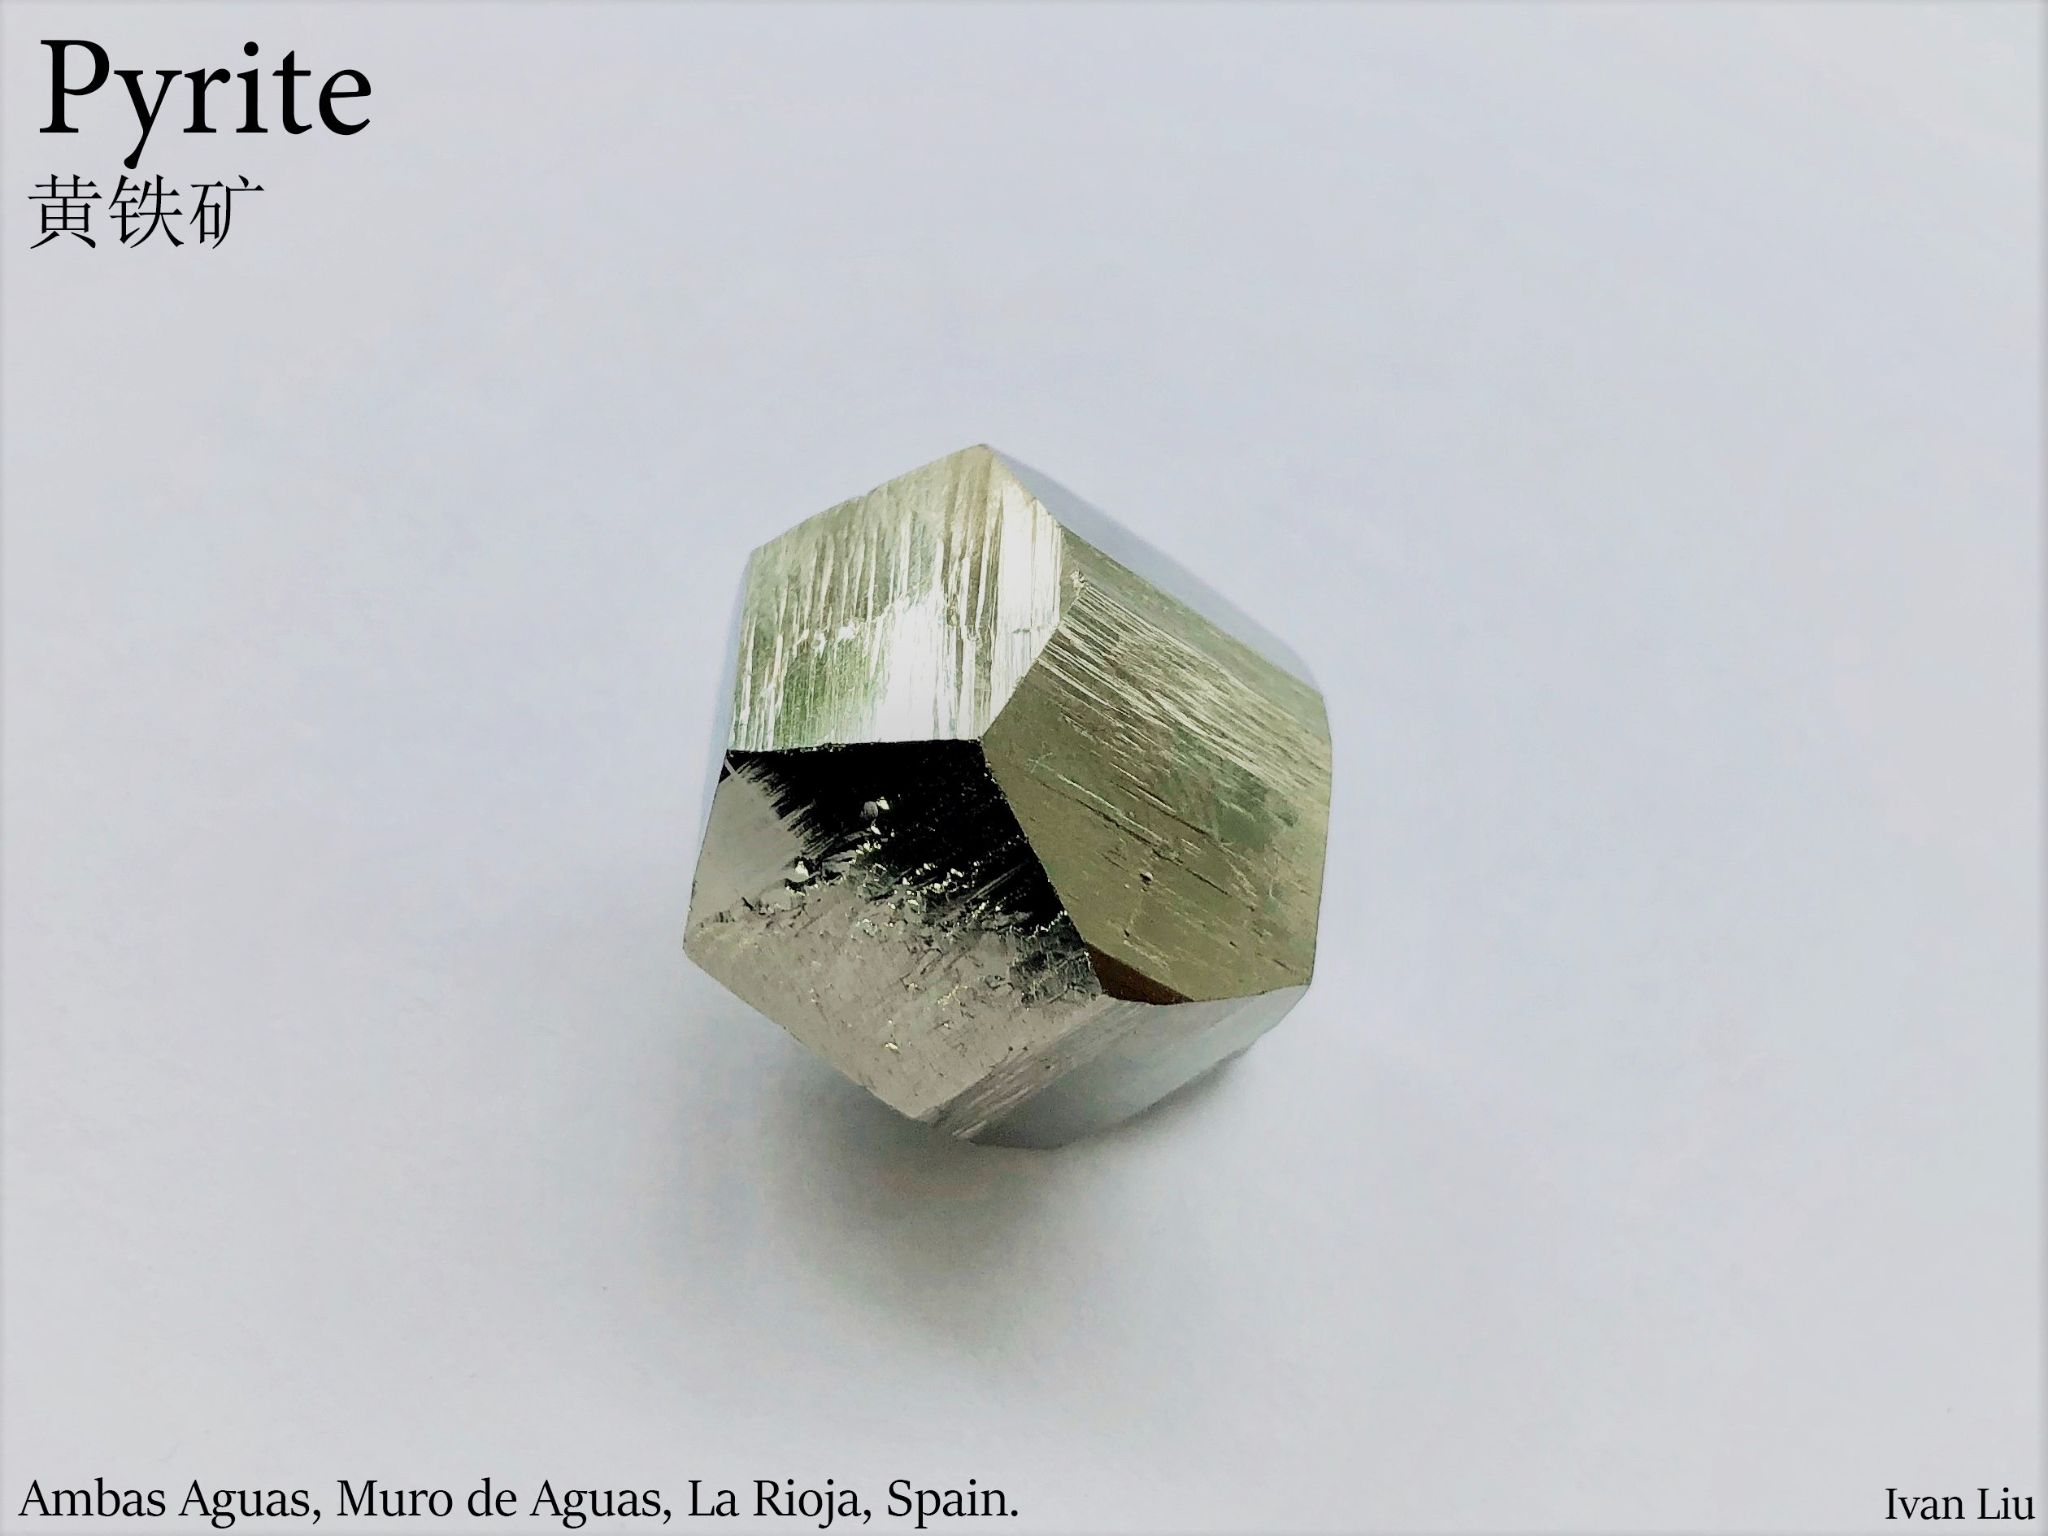 Pyrite
黄铁矿
Ambas Aguas, Muro de Aguas, La Rioja, Spain.
Ivan Liu